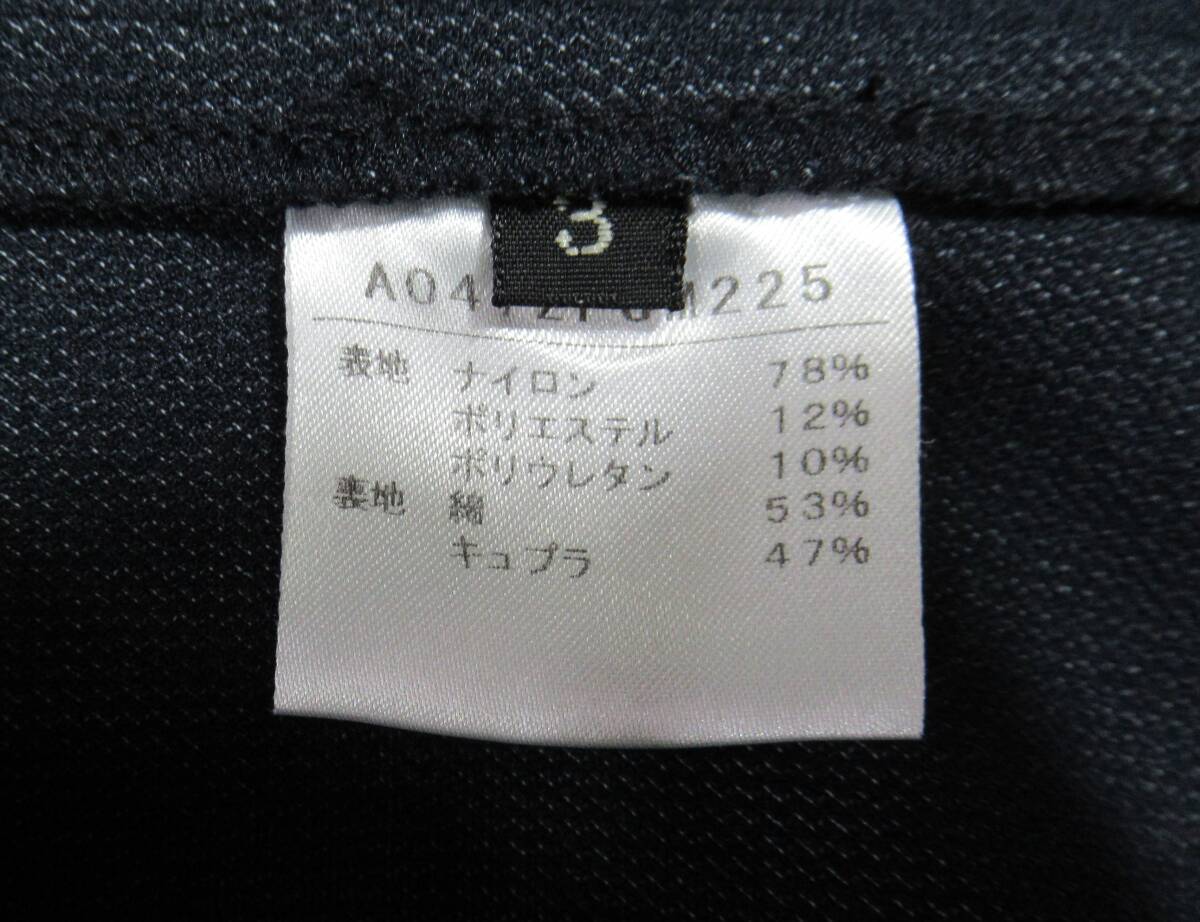 3
表地 ナイロン 78%
ポリエステル 12%
ポリウレタン 10%
裏地 綿 53%
キュプラ 47%